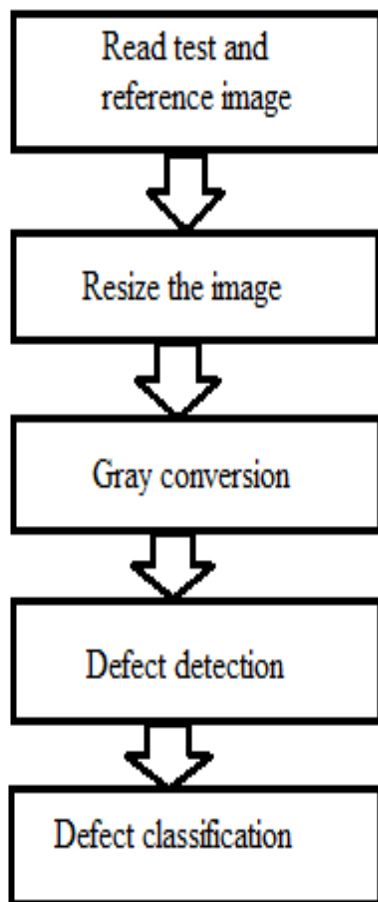 Read test and
reference image
Resize the image
Gray conversion
Defect detection
Defect classification